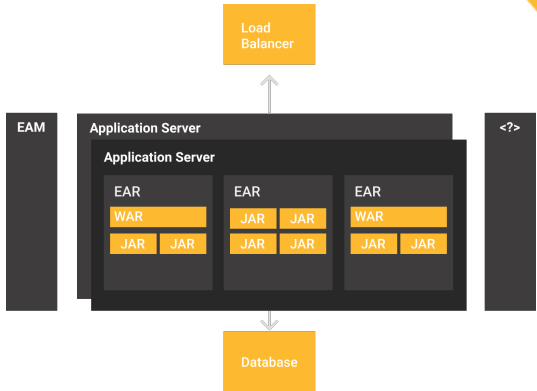 Load
Balancer
EAM
Application Server
<?>
Application Server
EAR
EAR
EAR
WAR
JAR JAR
WAR
JAR JAR
JAR JAR
JAR JAR
Database